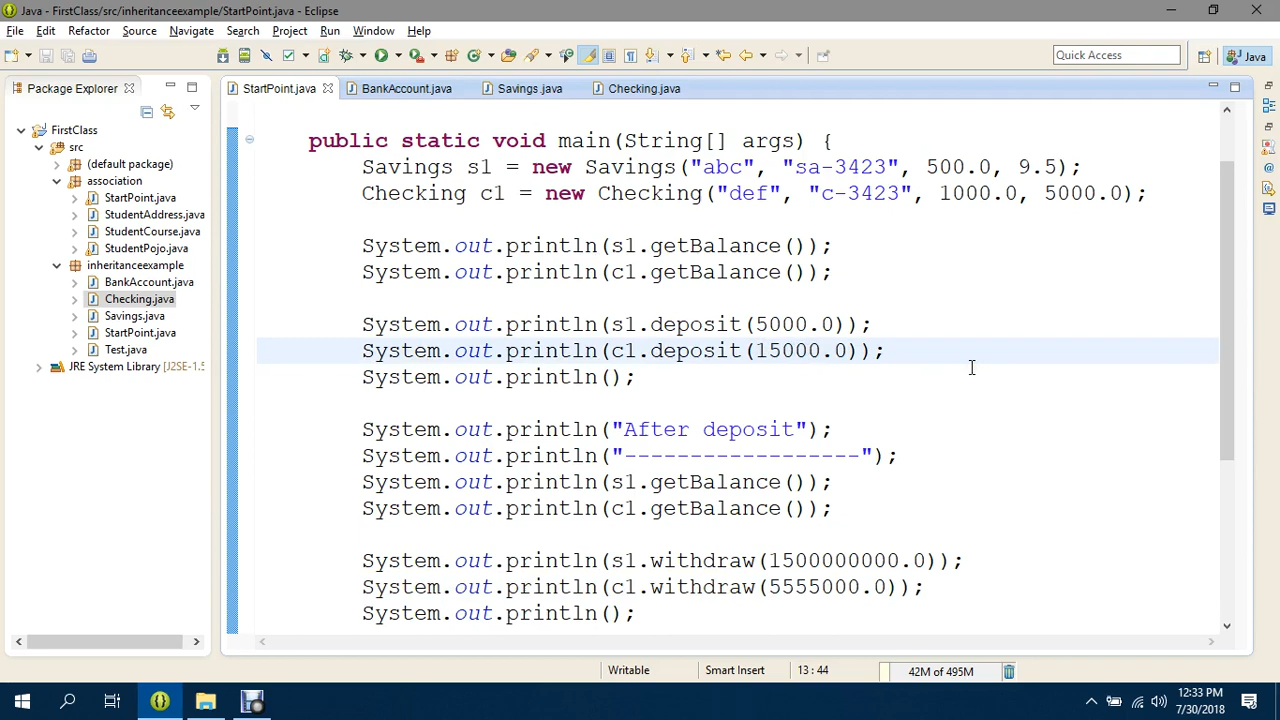 Java - FirstClass/src/inheritanceexample/StartPoint.java - Eclipse
File Edit Refactor Source Navigate Search Project Run Window Help
Quick Access
Java
Package Explorer
StartPoint.java
BankAccount.java
Savings.java
Checking.java
FirstClass
src
(default package)
association
StartPoint.java
StudentAddress.java
StudentCourse.java
StudentPojo.java
inheritanceexample
BankAccount.java
Checking.java
Savings.java
StartPoint.java
Test.java
JRE System Library [J2SE-1.5
public static void main(String[] args) {
Savings s1 = new Savings("abc", "sa-3423", 500.0, 9.5);
Checking c1 = new Checking("def", "c-3423", 1000.0, 5000.0);
System.out.println(s1.getBalance());
System.out.println(c1.getBalance());
System.out.println(s1.deposit(5000.0));
System.out.println(c1.deposit(15000.0));
System.out.println();
System.out.println("After deposit");
System.out.println("------------------");
System.out.println(s1.getBalance());
System.out.println(c1.getBalance());
System.out.println(s1.withdraw(1500000000.0));
System.out.println(c1.withdraw(5555000.0));
System.out.println();
Writable
Smart Insert
13 : 44
42M of 495M
12:33 PM
7/30/2018